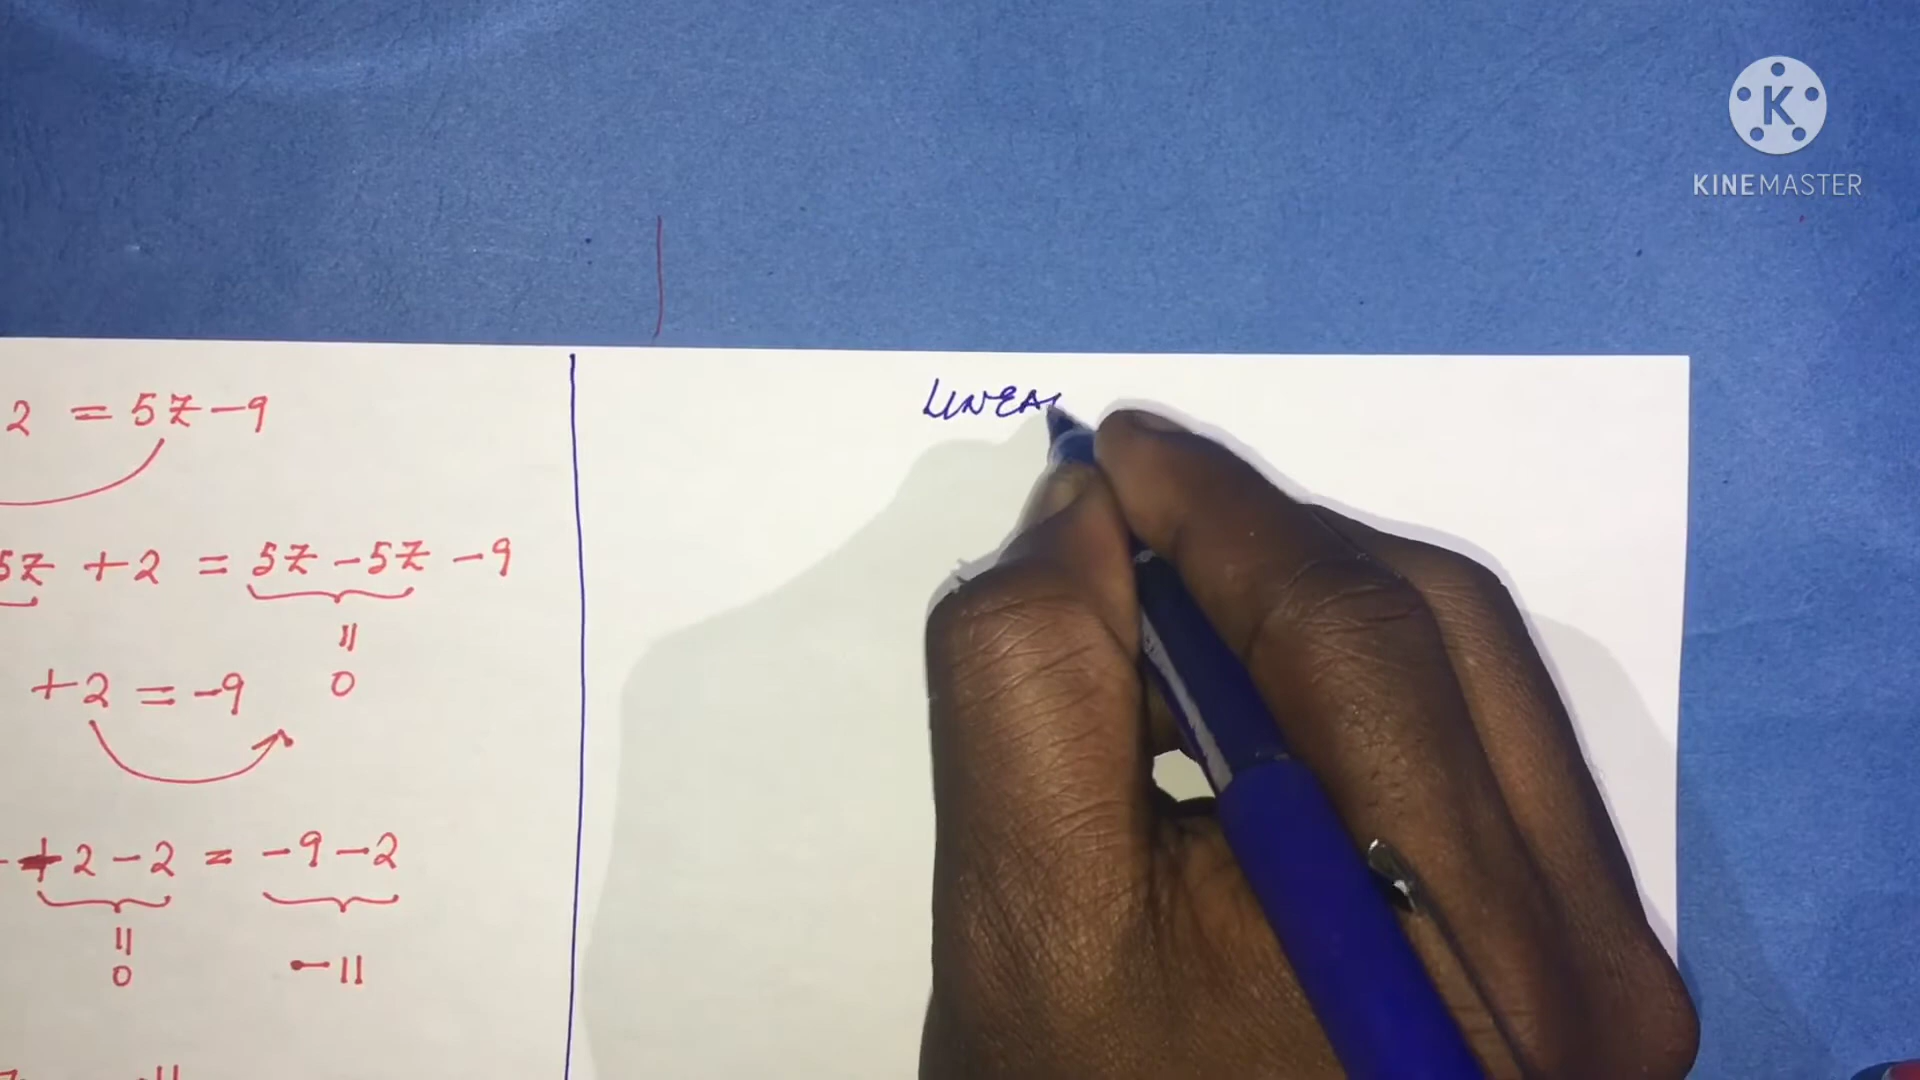 2 = 5z - 9
5z + 2 = 5z - 5z - 9
||
0
+2 = -9
+2 - 2 = -9 - 2
||
0
-11
LINEA
K
KINEMASTER